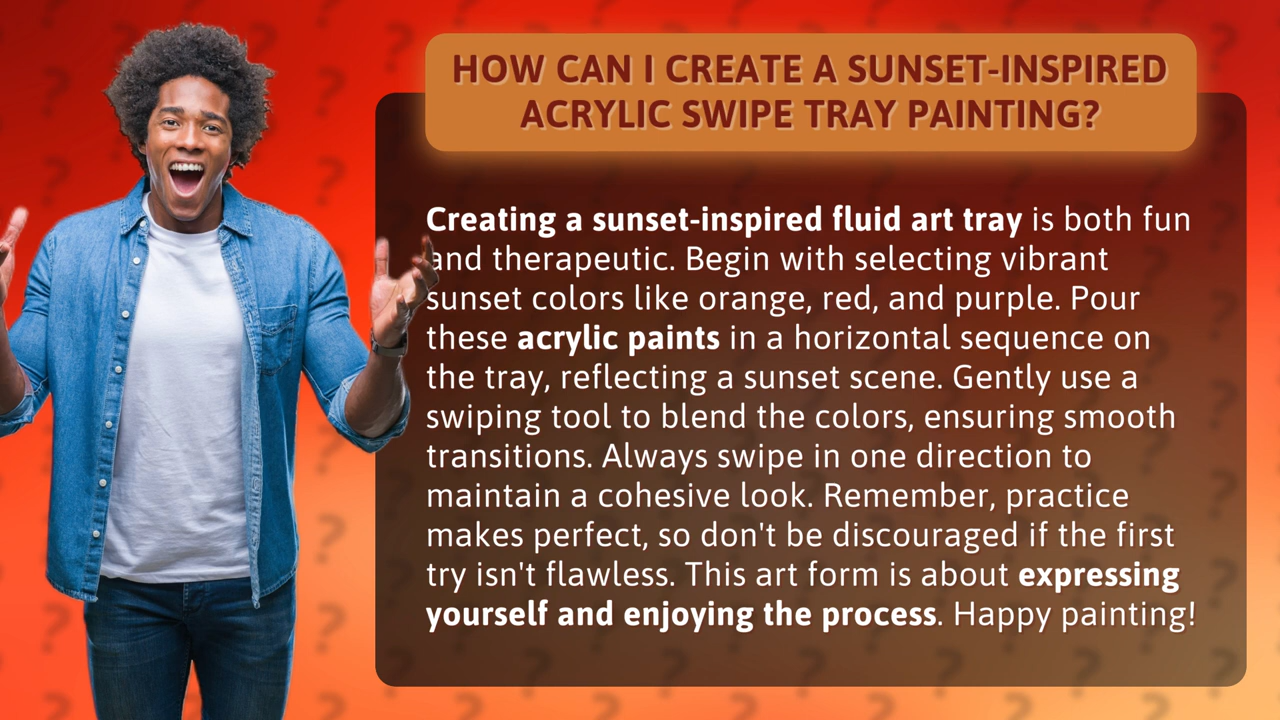 HOW CAN I CREATE A SUNSET-INSPIRED
ACRYLIC SWIPE TRAY PAINTING?
Creating a sunset-inspired fluid art tray is both fun
and therapeutic. Begin with selecting vibrant
sunset colors like orange, red, and purple. Pour
these acrylic paints in a horizontal sequence on
the tray, reflecting a sunset scene. Gently use a
swiping tool to blend the colors, ensuring smooth
transitions. Always swipe in one direction to
maintain a cohesive look. Remember, practice
makes perfect, so don't be discouraged if the first
try isn't flawless. This art form is about expressing
yourself and enjoying the process. Happy painting!